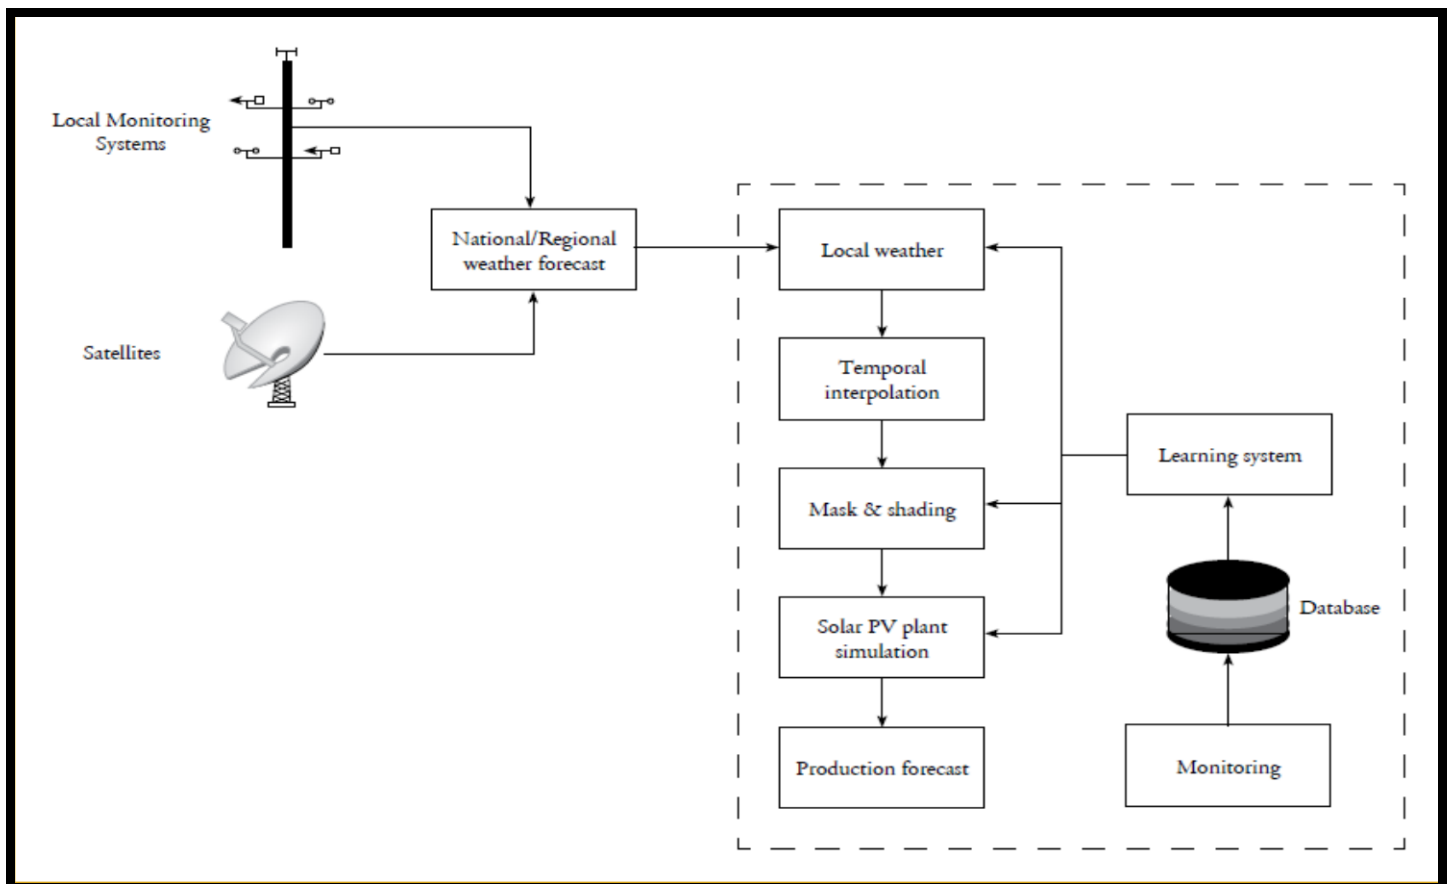 Local Monitoring
Systems
National/Regional
weather forecast
Satellites
Local weather
Temporal
interpolation
Mask & shading
Solar PV plant
simulation
Production forecast
Learning system
Database
Monitoring